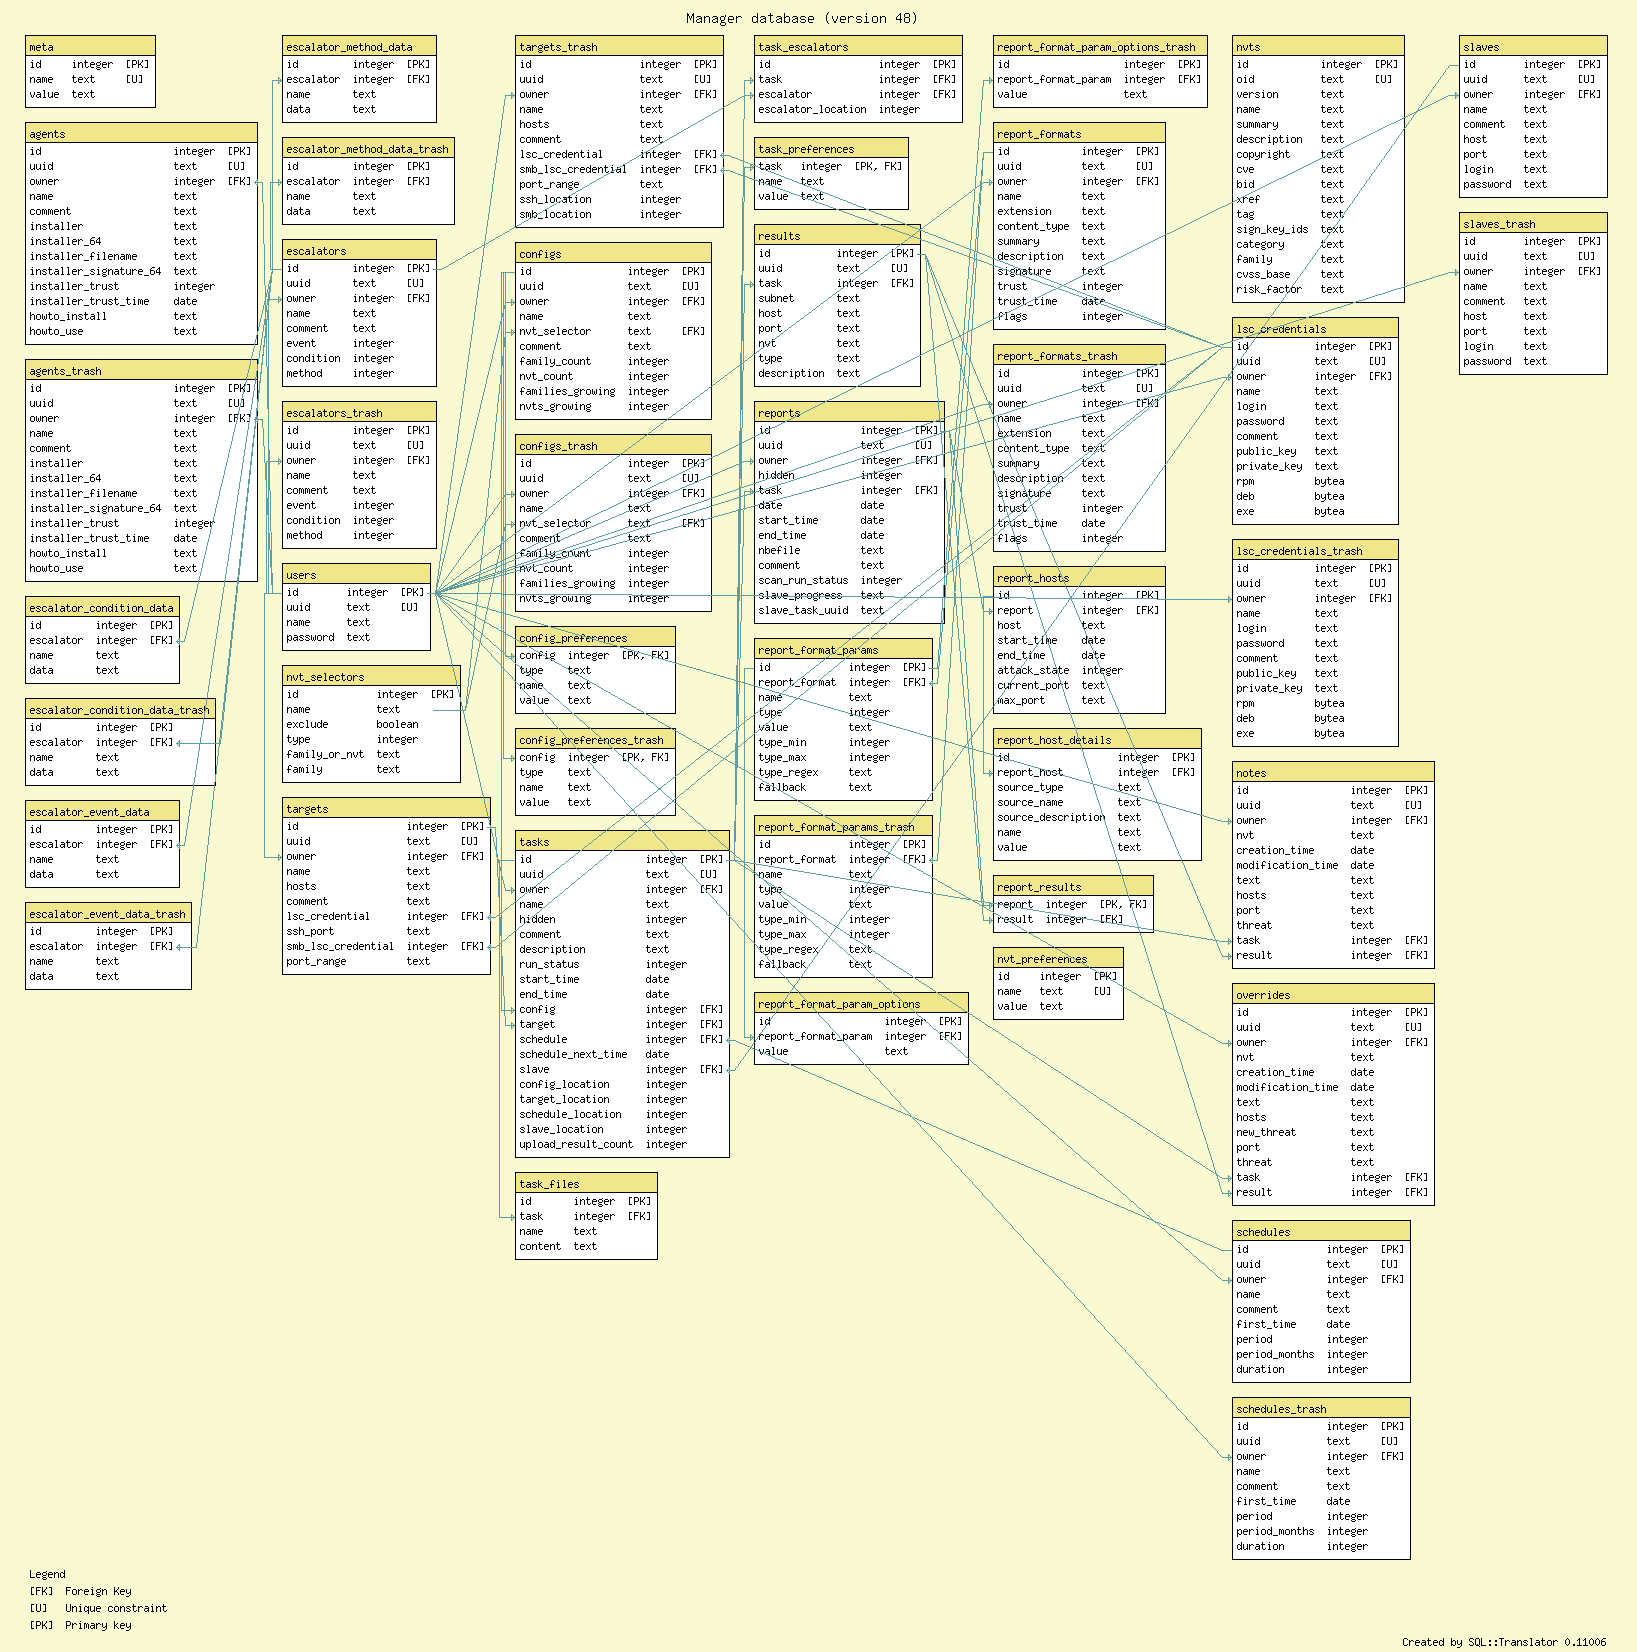 Manager database (version 48)
meta
id integer [PK]
name text [U]
value text
agents
id integer [PK]
uuid text [U]
owner integer [FK]
name text
comment text
installer text
installer_64 text
installer_filename text
installer_signature_64 text
installer_trust integer
installer_trust_time date
howto_install text
howto_use text
agents_trash
id integer [PK]
uuid text [U]
owner integer [FK]
name text
comment text
installer text
installer_64 text
installer_filename text
installer_signature_64 text
installer_trust integer
installer_trust_time date
howto_install text
howto_use text
escalator_condition_data
id integer [PK]
escalator integer [FK]
name text
data text
escalator_condition_data_trash
id integer [PK]
escalator integer [FK]
name text
data text
escalator_event_data
id integer [PK]
escalator integer [FK]
name text
data text
escalator_event_data_trash
id integer [PK]
escalator integer [FK]
name text
data text
escalator_method_data
id integer [PK]
escalator integer [FK]
name text
data text
escalator_method_data_trash
id integer [PK]
escalator integer [FK]
name text
data text
escalators
id integer [PK]
uuid text [U]
owner integer [FK]
name text
comment text
event integer
condition integer
method integer
escalators_trash
id integer [PK]
uuid text [U]
owner integer [FK]
name text
comment text
event integer
condition integer
method integer
users
id integer [PK]
uuid text [U]
name text
password text
nvt_selectors
id integer [PK]
name text
exclude boolean
type integer
family_or_nvt text
family text
targets
id integer [PK]
uuid text [U]
owner integer [FK]
name text
hosts text
comment text
lsc_credential integer [FK]
ssh_port text
smb_lsc_credential integer [FK]
port_range text
targets_trash
id integer [PK]
uuid text [U]
owner integer [FK]
name text
hosts text
comment text
lsc_credential integer [FK]
smb_lsc_credential integer [FK]
port_range text
ssh_location integer
smb_location integer
configs
id integer [PK]
uuid text [U]
owner integer [FK]
name text
nvt_selector text [FK]
comment text
family_count integer
nvt_count integer
families_growing integer
nvts_growing integer
configs_trash
id integer [PK]
uuid text [U]
owner integer [FK]
name text
nvt_selector text [FK]
comment text
family_count integer
nvt_count integer
families_growing integer
nvts_growing integer
config_preferences
config integer [PK, FK]
type text
name text
value text
config_preferences_trash
config integer [PK, FK]
type text
name text
value text
tasks
id integer [PK]
uuid text [U]
owner integer [FK]
name text
hidden integer
comment text
description text
run_status integer
start_time date
end_time date
config integer [FK]
target integer [FK]
schedule integer [FK]
schedule_next_time date
slave integer [FK]
config_location integer
target_location integer
schedule_location integer
slave_location integer
upload_result_count integer
task_files
id integer [PK]
task integer [FK]
name text
content text
task_escalators
id integer [PK]
task integer [FK]
escalator integer [FK]
escalator_location integer
task_preferences
task integer [PK, FK]
name text
value text
results
id integer [PK]
uuid text [U]
task integer [FK]
subnet text
host text
port text
nvt text
type text
description text
reports
id integer [PK]
uuid text [U]
owner integer [FK]
hidden integer
task integer [FK]
date date
start_time date
end_time date
nbefile text
comment text
scan_run_status integer
slave_progress text
slave_task_uuid text
report_format_params
id integer [PK]
report_format integer [FK]
name text
type integer
value text
type_min integer
type_max integer
type_regex text
fallback text
report_format_params_trash
id integer [PK]
report_format integer [FK]
name text
type integer
value text
type_min integer
type_max integer
type_regex text
fallback text
report_format_param_options
id integer [PK]
report_format_param integer [FK]
value text
report_format_param_options_trash
id integer [PK]
report_format_param integer [FK]
value text
report_formats
id integer [PK]
uuid text [U]
owner integer [FK]
name text
extension text
content_type text
summary text
description text
signature text
trust integer
trust_time date
flags integer
report_formats_trash
id integer [PK]
uuid text [U]
owner integer [FK]
name text
extension text
content_type text
summary text
description text
signature text
trust integer
trust_time date
flags integer
report_hosts
id integer [PK]
report integer [FK]
host text
start_time date
end_time date
attack_state integer
current_port text
max_port text
report_host_details
id integer [PK]
report_host integer [FK]
source_type text
source_name text
source_description text
name text
value text
report_results
report integer [PK, FK]
result integer [FK]
nvt_preferences
id integer [PK]
name text [U]
value text
nvts
id integer [PK]
oid text [U]
version text
name text
summary text
description text
copyright text
cve text
bid text
xref text
tag text
sign_key_ids text
category text
family text
cvss_base text
risk_factor text
lsc_credentials
id integer [PK]
uuid text [U]
owner integer [FK]
name text
login text
password text
comment text
public_key text
private_key text
rpm bytea
deb bytea
exe bytea
lsc_credentials_trash
id integer [PK]
uuid text [U]
owner integer [FK]
name text
login text
password text
comment text
public_key text
private_key text
rpm bytea
deb bytea
exe bytea
notes
id integer [PK]
uuid text [U]
owner integer [FK]
nvt text
creation_time date
modification_time date
text text
hosts text
port text
threat text
task integer [FK]
result integer [FK]
overrides
id integer [PK]
uuid text [U]
owner integer [FK]
nvt text
creation_time date
modification_time date
text text
hosts text
new_threat text
port text
threat text
task integer [FK]
result integer [FK]
schedules
id integer [PK]
uuid text [U]
owner integer [FK]
name text
comment text
first_time date
period integer
period_months integer
duration integer
schedules_trash
id integer [PK]
uuid text [U]
owner integer [FK]
name text
comment text
first_time date
period integer
period_months integer
duration integer
slaves
id integer [PK]
uuid text [U]
owner integer [FK]
name text
comment text
host text
port text
login text
password text
slaves_trash
id integer [PK]
uuid text [U]
owner integer [FK]
name text
comment text
host text
port text
login text
password text
Legend
[FK] Foreign Key
[U] Unique constraint
[PK] Primary key
Created by SQL::Translator 0.11006